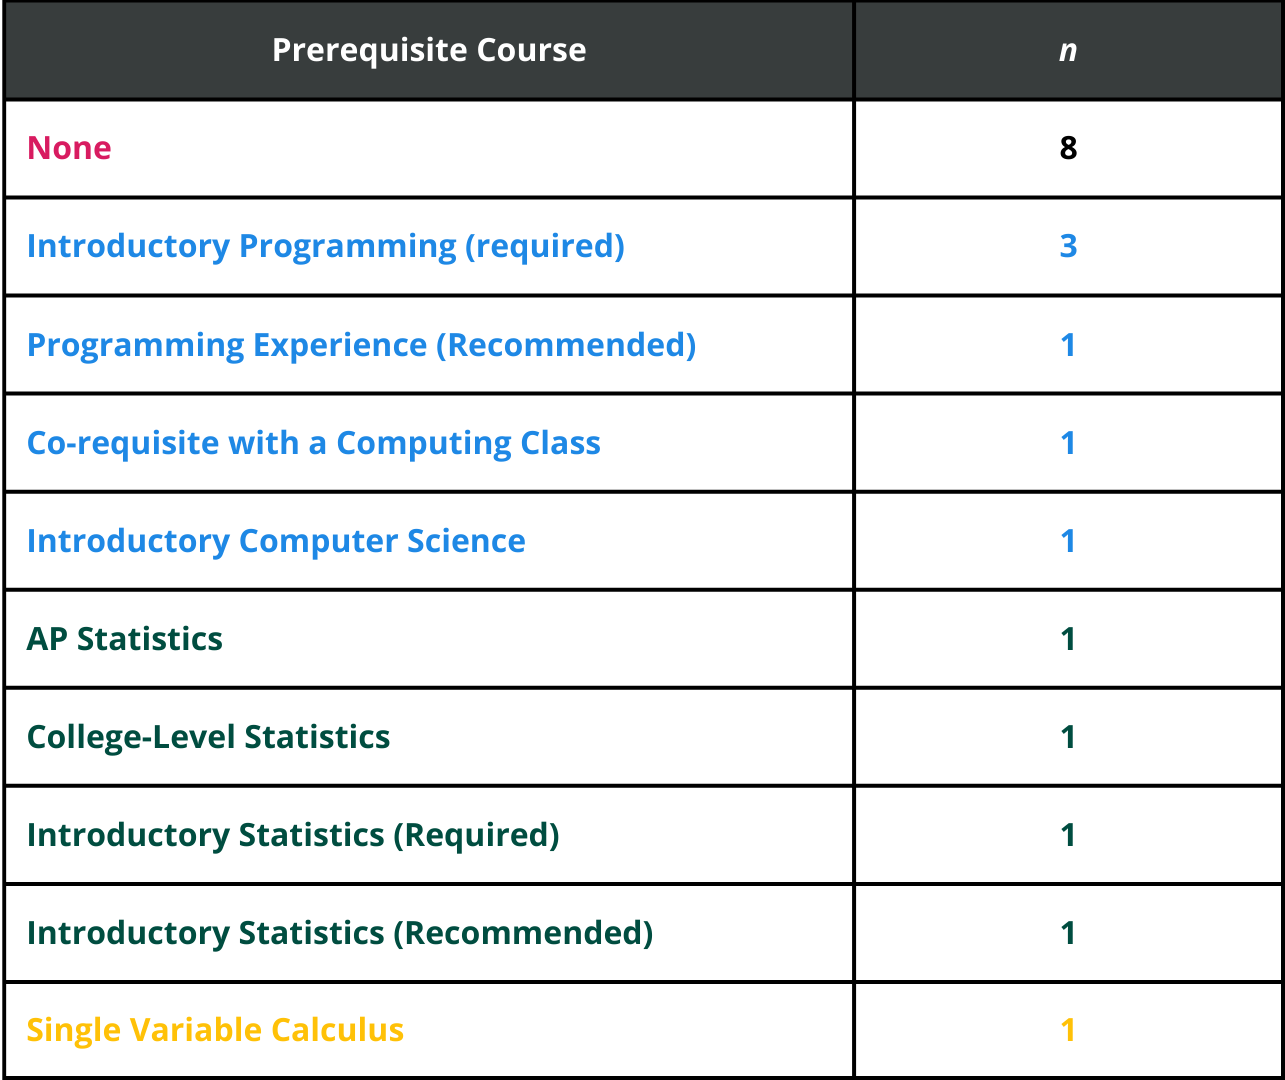 Prerequisite Course n
None 8
Introductory Programming (required) 3
Programming Experience (Recommended) 1
Co-requisite with a Computing Class 1
Introductory Computer Science 1
AP Statistics 1
College-Level Statistics 1
Introductory Statistics (Required) 1
Introductory Statistics (Recommended) 1
Single Variable Calculus 1